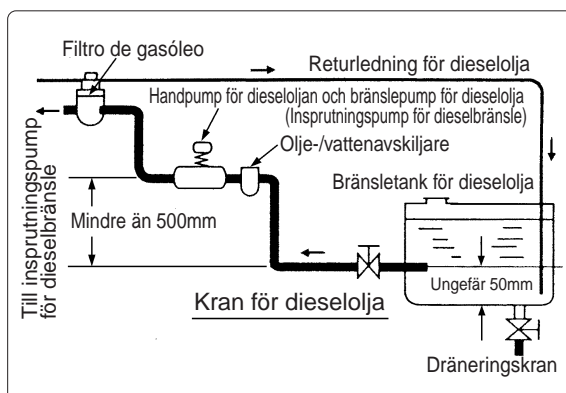 Filtro de gasóleo
Returledning för dieselolja
Handpump för dieseloljan och bränslepump för dieselolja
(Insprutningspump för dieselbränsle)
Olje-/vattenavskiljare
Bränsletank för dieselolja
Mindre än 500mm
Till insprutningspump
för dieselbränsle
Ungefär 50mm
Kran för dieselolja
Dräneringskran